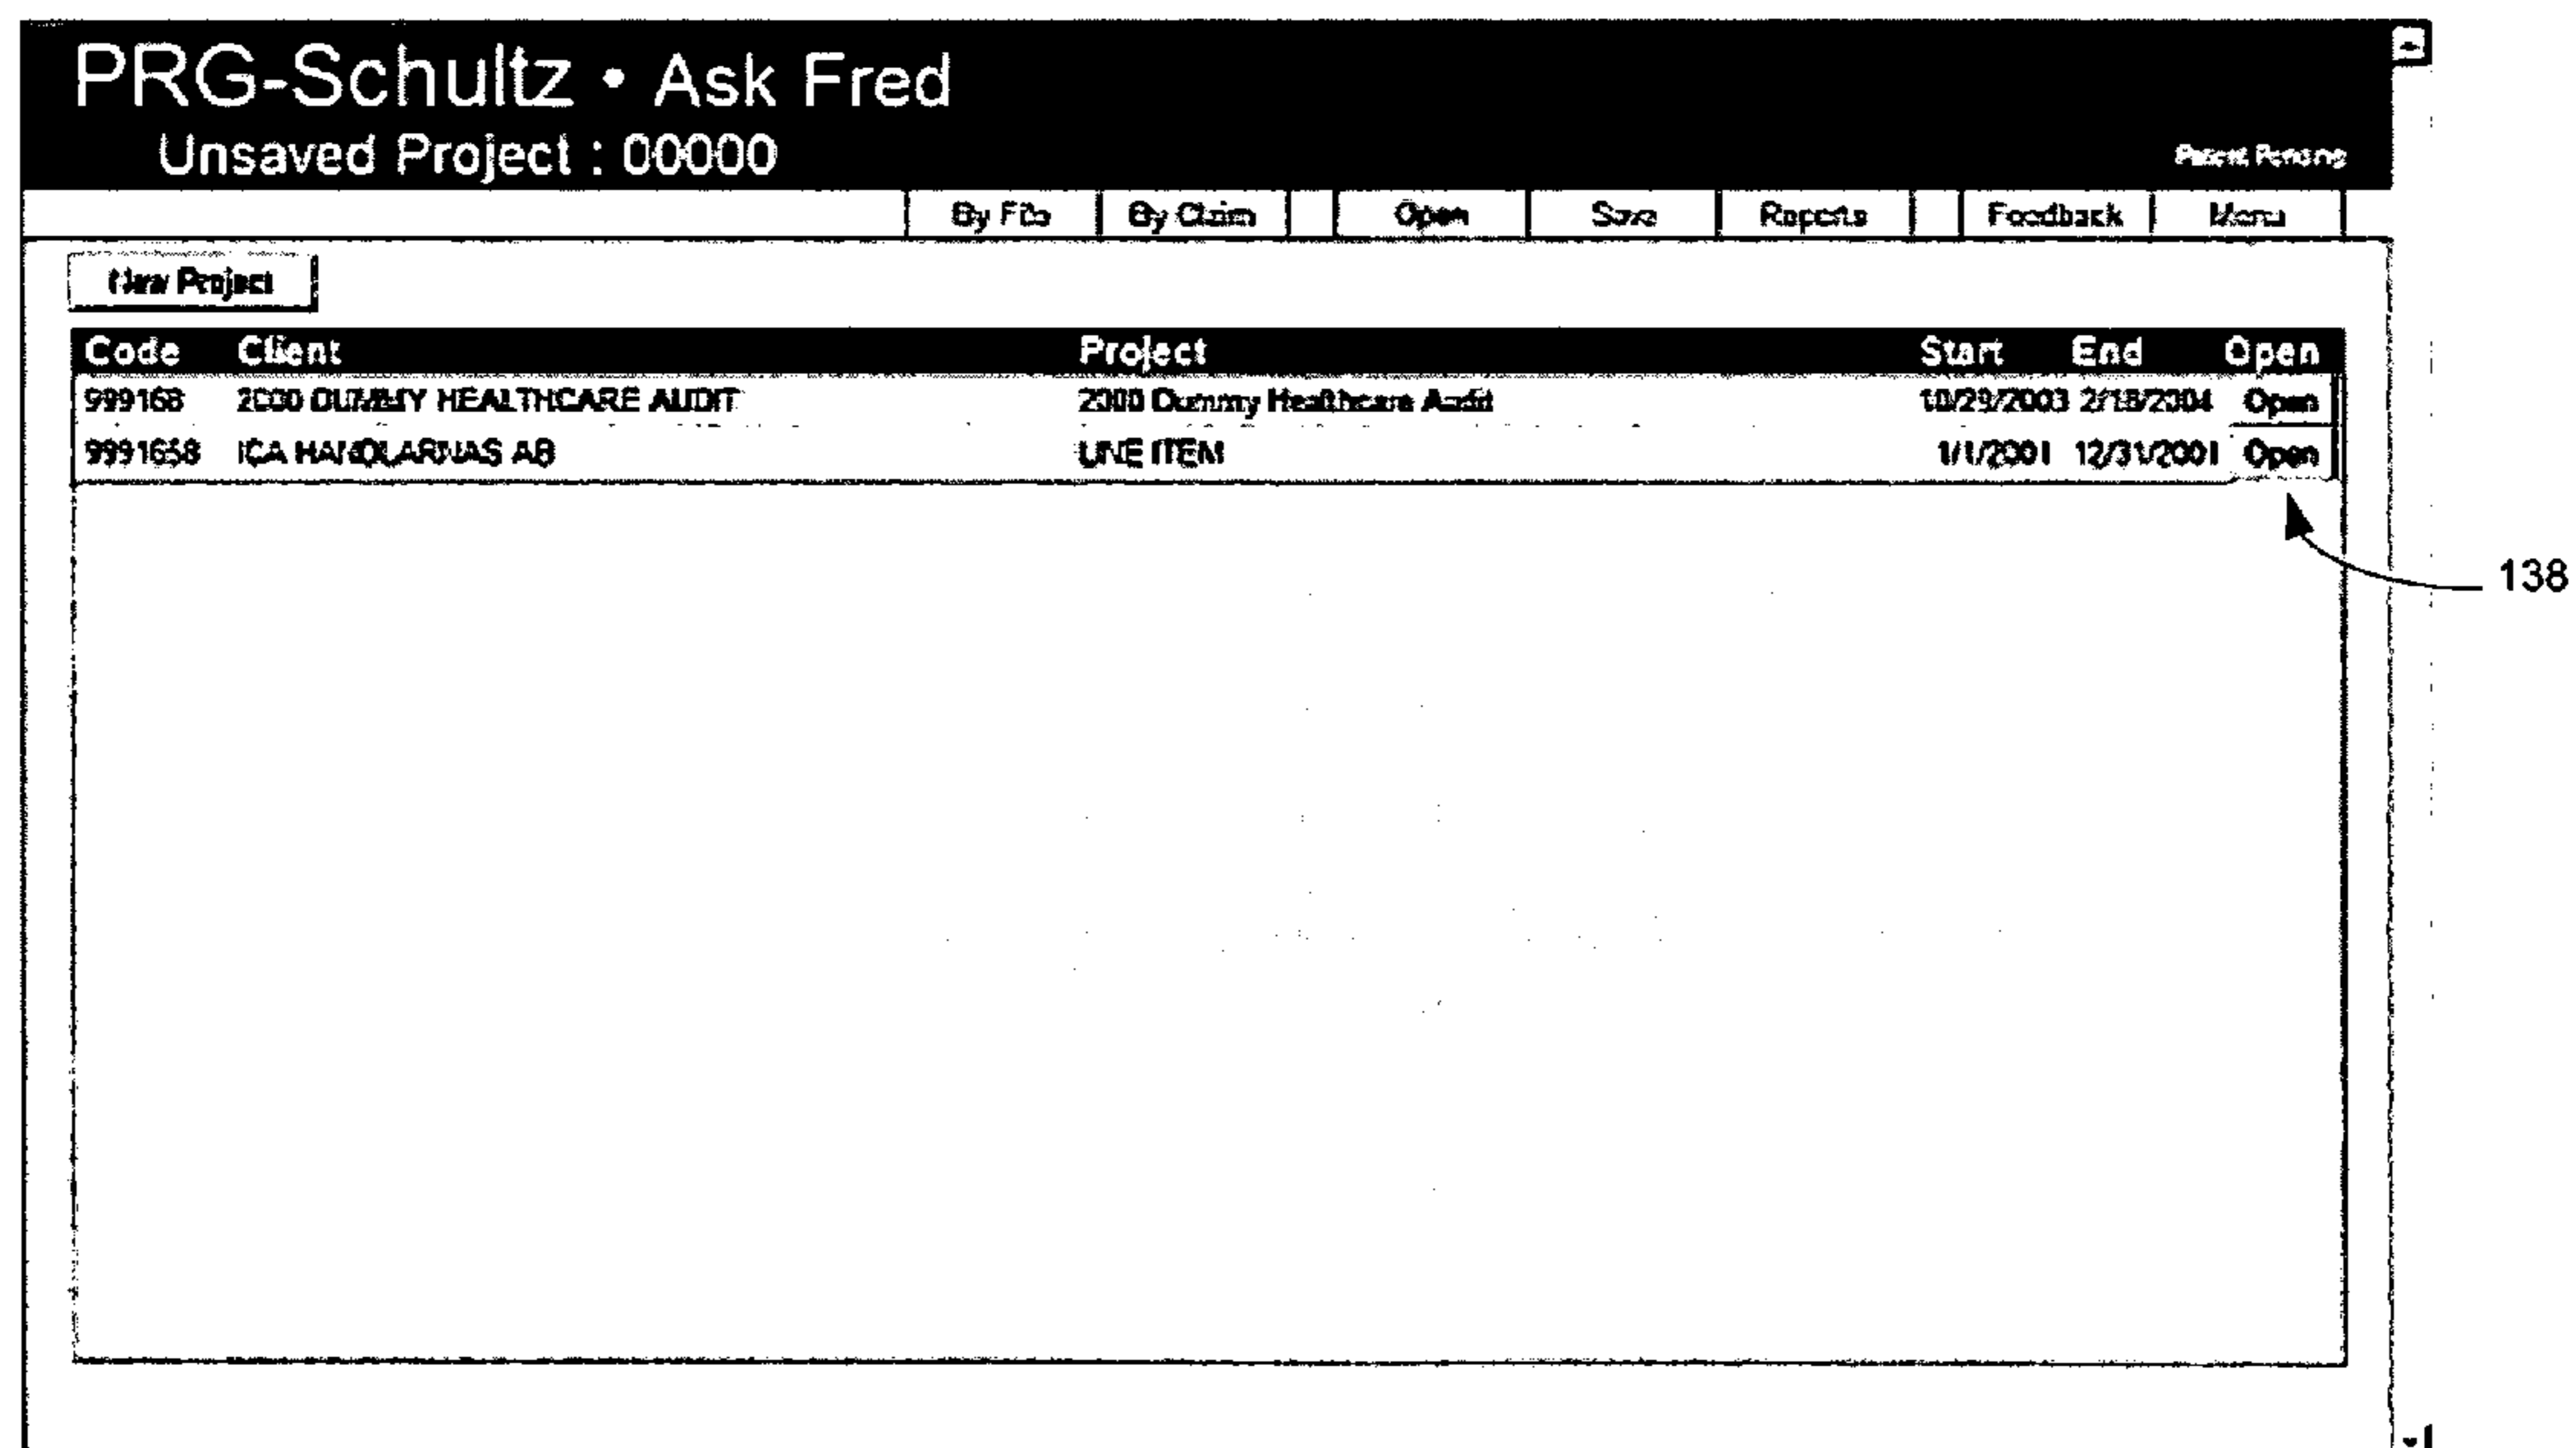 PRG-Schultz • Ask Fred
Unsaved Project : 00000
Patent Pending
By File By Claim Open Save Reports Feedback Menu
New Project
Code Client Project Start End Open
999168 2000 DUMMY HEALTHCARE AUDIT 2000 Dummy Healthcare Audit 10/29/2003 2/18/2004 Open
9991658 ICA HANDLARNAS AB LINE ITEM 1/1/2001 12/31/2001 Open
138